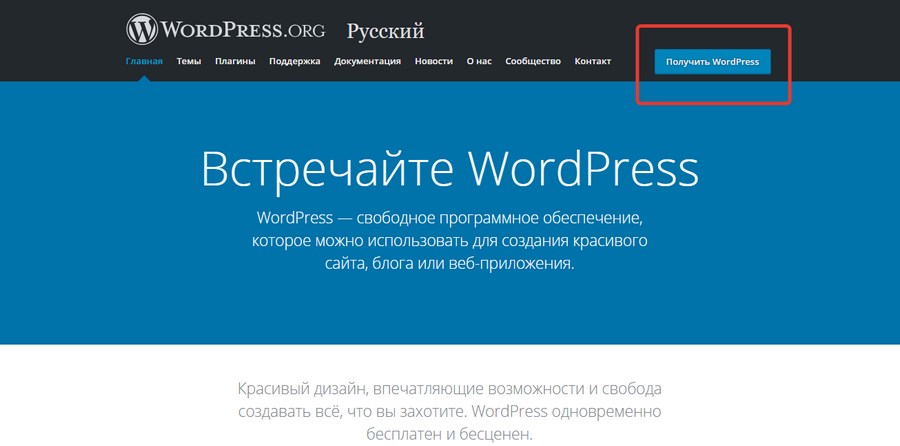 WORDPRESS.ORG Русский
Главная Темы Плагины Поддержка Документация Новости О нас Сообщество Контакт Получить WordPress
Встречайте WordPress
WordPress — свободное программное обеспечение,
которое можно использовать для создания красивого
сайта, блога или веб-приложения.
Красивый дизайн, впечатляющие возможности и свобода
создавать всё, что вы захотите. WordPress одновременно
бесплатен и бесценен.